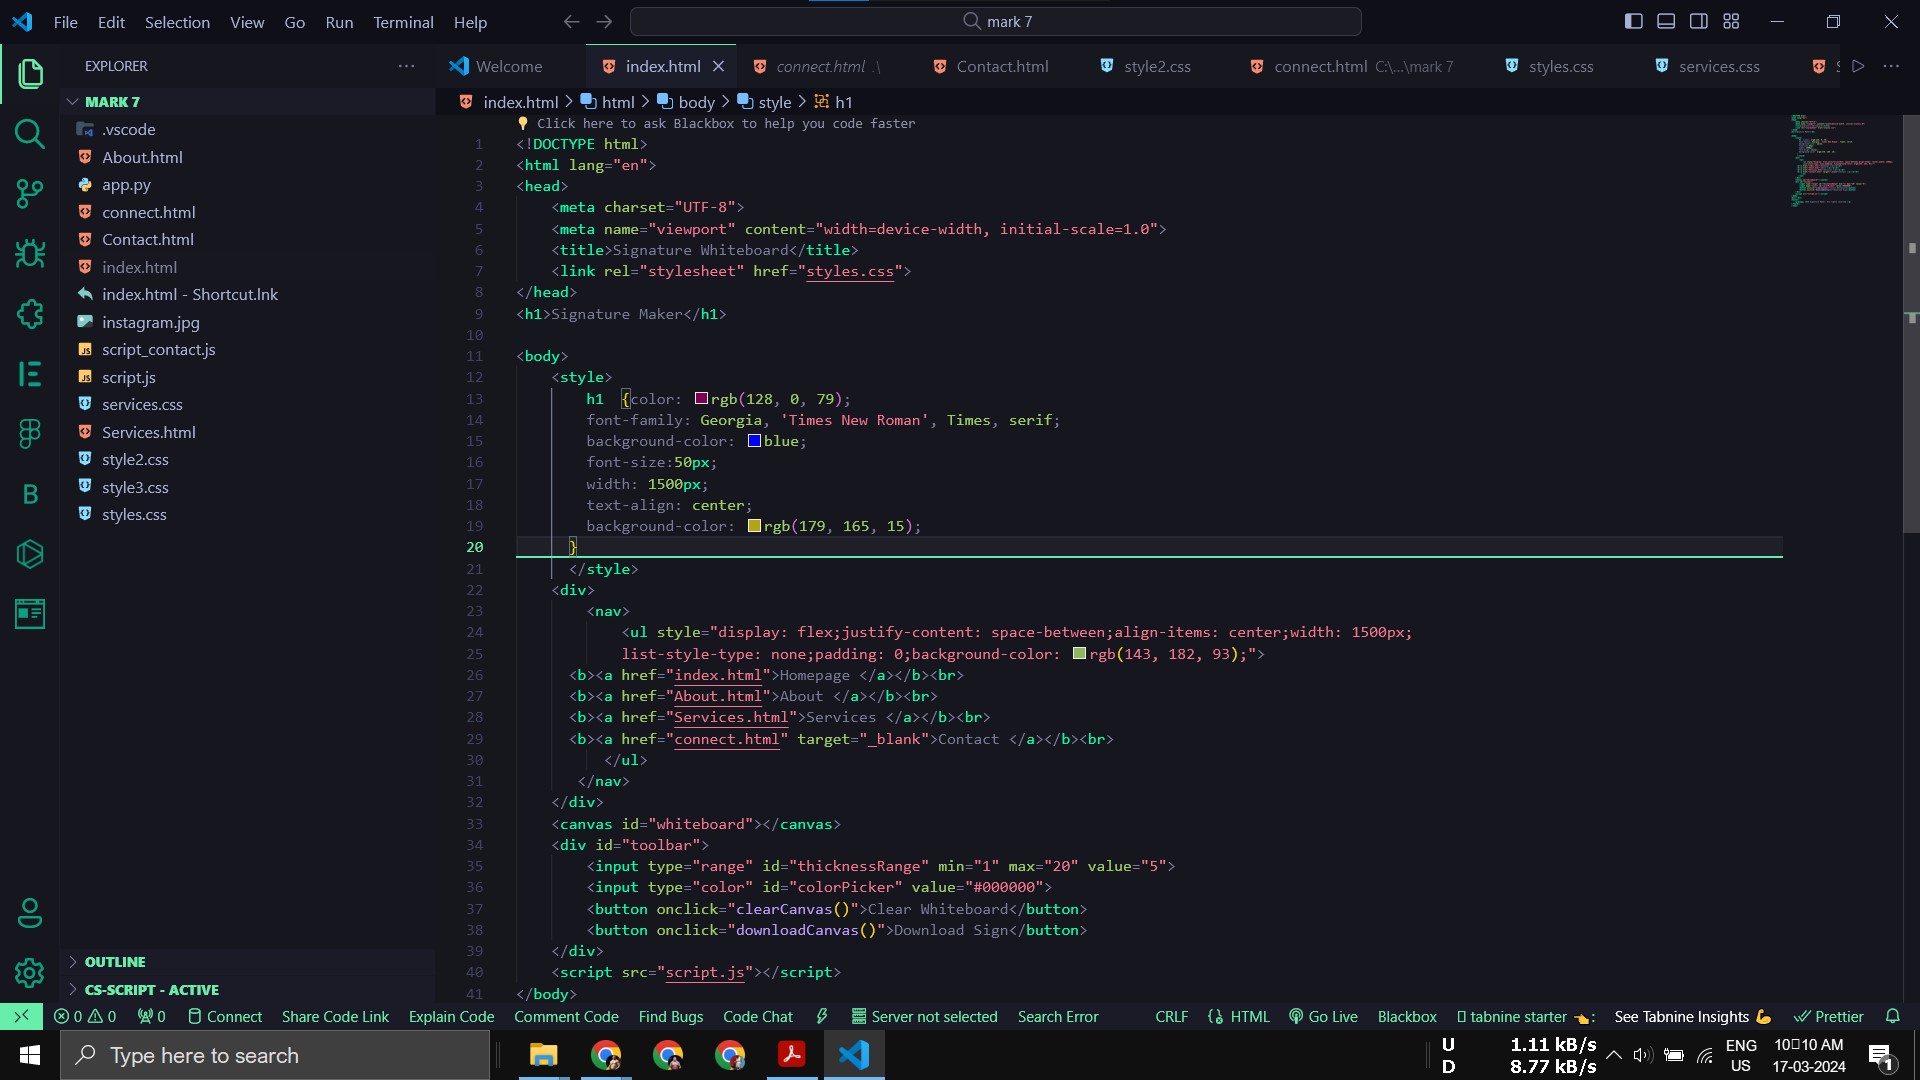 File Edit Selection View Go Run Terminal Help
mark 7
EXPLORER
Welcome
index.html
connect.html .\
Contact.html
style2.css
connect.html C:\...\mark 7
styles.css
services.css
MARK 7
.vscode
About.html
app.py
connect.html
Contact.html
index.html
index.html - Shortcut.lnk
instagram.jpg
script_contact.js
script.js
services.css
Services.html
style2.css
style3.css
styles.css
OUTLINE
CS-SCRIPT - ACTIVE
index.html > html > body > style > h1
Click here to ask Blackbox to help you code faster
1 <!DOCTYPE html>
2 <html lang="en">
3 <head>
4 <meta charset="UTF-8">
5 <meta name="viewport" content="width=device-width, initial-scale=1.0">
6 <title>Signature Whiteboard</title>
7 <link rel="stylesheet" href="styles.css">
8 </head>
9 <h1>Signature Maker</h1>
10
11 <body>
12 <style>
13 h1 {color: rgb(128, 0, 79);
14 font-family: Georgia, 'Times New Roman', Times, serif;
15 background-color: blue;
16 font-size:50px;
17 width: 1500px;
18 text-align: center;
19 background-color: rgb(179, 165, 15);
20 }
21 </style>
22 <div>
23 <nav>
24 <ul style="display: flex;justify-content: space-between;align-items: center;width: 1500px;
25 list-style-type: none;padding: 0;background-color: rgb(143, 182, 93);">
26 <b><a href="index.html">Homepage </a></b><br>
27 <b><a href="About.html">About </a></b><br>
28 <b><a href="Services.html">Services </a></b><br>
29 <b><a href="connect.html" target="_blank">Contact </a></b><br>
30 </ul>
31 </nav>
32 </div>
33 <canvas id="whiteboard"></canvas>
34 <div id="toolbar">
35 <input type="range" id="thicknessRange" min="1" max="20" value="5">
36 <input type="color" id="colorPicker" value="#000000">
37 <button onclick="clearCanvas()">Clear Whiteboard</button>
38 <button onclick="downloadCanvas()">Download Sign</button>
39 </div>
40 <script src="script.js"></script>
41 </body>
0 0 0 Connect Share Code Link Explain Code Comment Code Find Bugs Code Chat Server not selected Search Error CRLF HTML Go Live Blackbox tabnine starter See Tabnine Insights Prettier
Type here to search
U 1.11 kB/s
D 8.77 kB/s
ENG
US
10:10 AM
17-03-2024
1